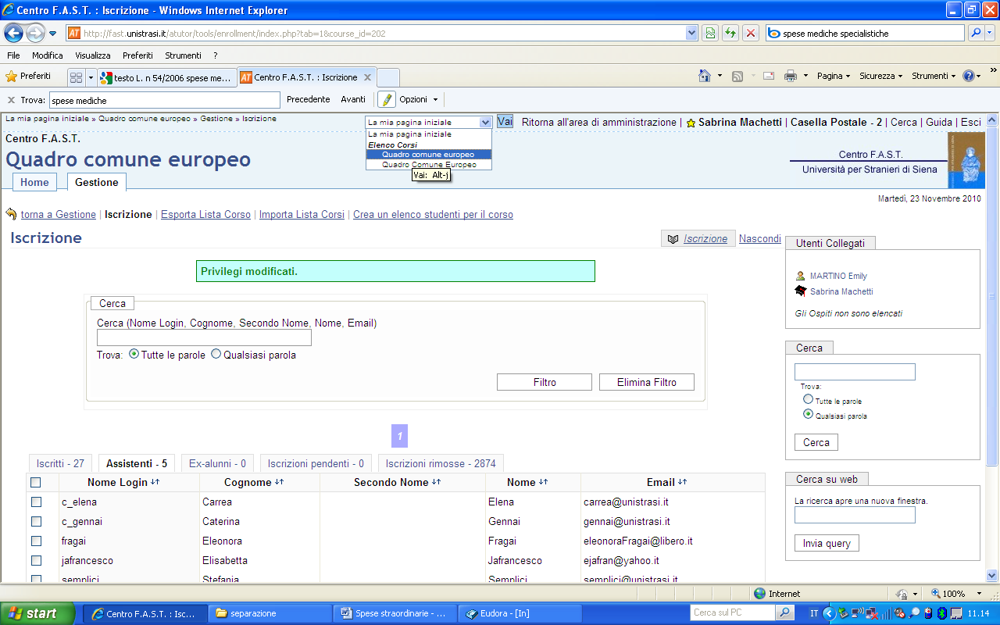 Centro F.A.S.T. : Iscrizione - Windows Internet Explorer
http://fast.unistrasi.it/atutor/tools/enrollment/index.php?tab=1&course_id=202
spese mediche specialistiche
File Modifica Visualizza Preferiti Strumenti ?
Preferiti testo L. n 54/2006 spese me... Centro F.A.S.T. : Iscrizione Pagina Sicurezza Strumenti
Trova: spese mediche Precedente Avanti Opzioni
La mia pagina iniziale » Quadro comune europeo » Gestione » Iscrizione
La mia pagina iniziale Vai Ritorna all'area di amministrazione | Sabrina Machetti | Casella Postale - 2 | Cerca | Guida | Esci
La mia pagina iniziale
Elenco Corsi
Quadro comune europeo
Quadro Comune Europeo
Vai: Alt-j
Centro F.A.S.T.
Quadro comune europeo
Centro F.A.S.T.
Università per Stranieri di Siena
Home Gestione
Martedì, 23 Novembre 2010
torna a Gestione | Iscrizione | Esporta Lista Corso | Importa Lista Corsi | Crea un elenco studenti per il corso
Iscrizione
Iscrizione Nascondi
Privilegi modificati.
Cerca
Cerca (Nome Login, Cognome, Secondo Nome, Nome, Email)
Trova: Tutte le parole Qualsiasi parola
Filtro Elimina Filtro
1
Iscritti - 27 Assistenti - 5 Ex-alunni - 0 Iscrizioni pendenti - 0 Iscrizioni rimosse - 2874
Nome Login Cognome Secondo Nome Nome Email
c_elena Carrea Elena carrea@unistrasi.it
c_gennai Caterina Gennai gennai@unistrasi.it
fragai Eleonora Fragai eleonoraFragai@libero.it
jafrancesco Elisabetta Jafrancesco ejafran@yahoo.it
semplici Stefania Semplici semplici@unistrasi.it
Utenti Collegati
MARTINO Emily
Sabrina Machetti
Gli Ospiti non sono elencati
Cerca
Trova:
Tutte le parole
Qualsiasi parola
Cerca
Cerca su web
La ricerca apre una nuova finestra.
Invia query
Internet 100%
start Centro F.A.S.T. : Isc... separazione Spese straordinarie - ... Eudora - [In] Cerca sul PC IT 11.14